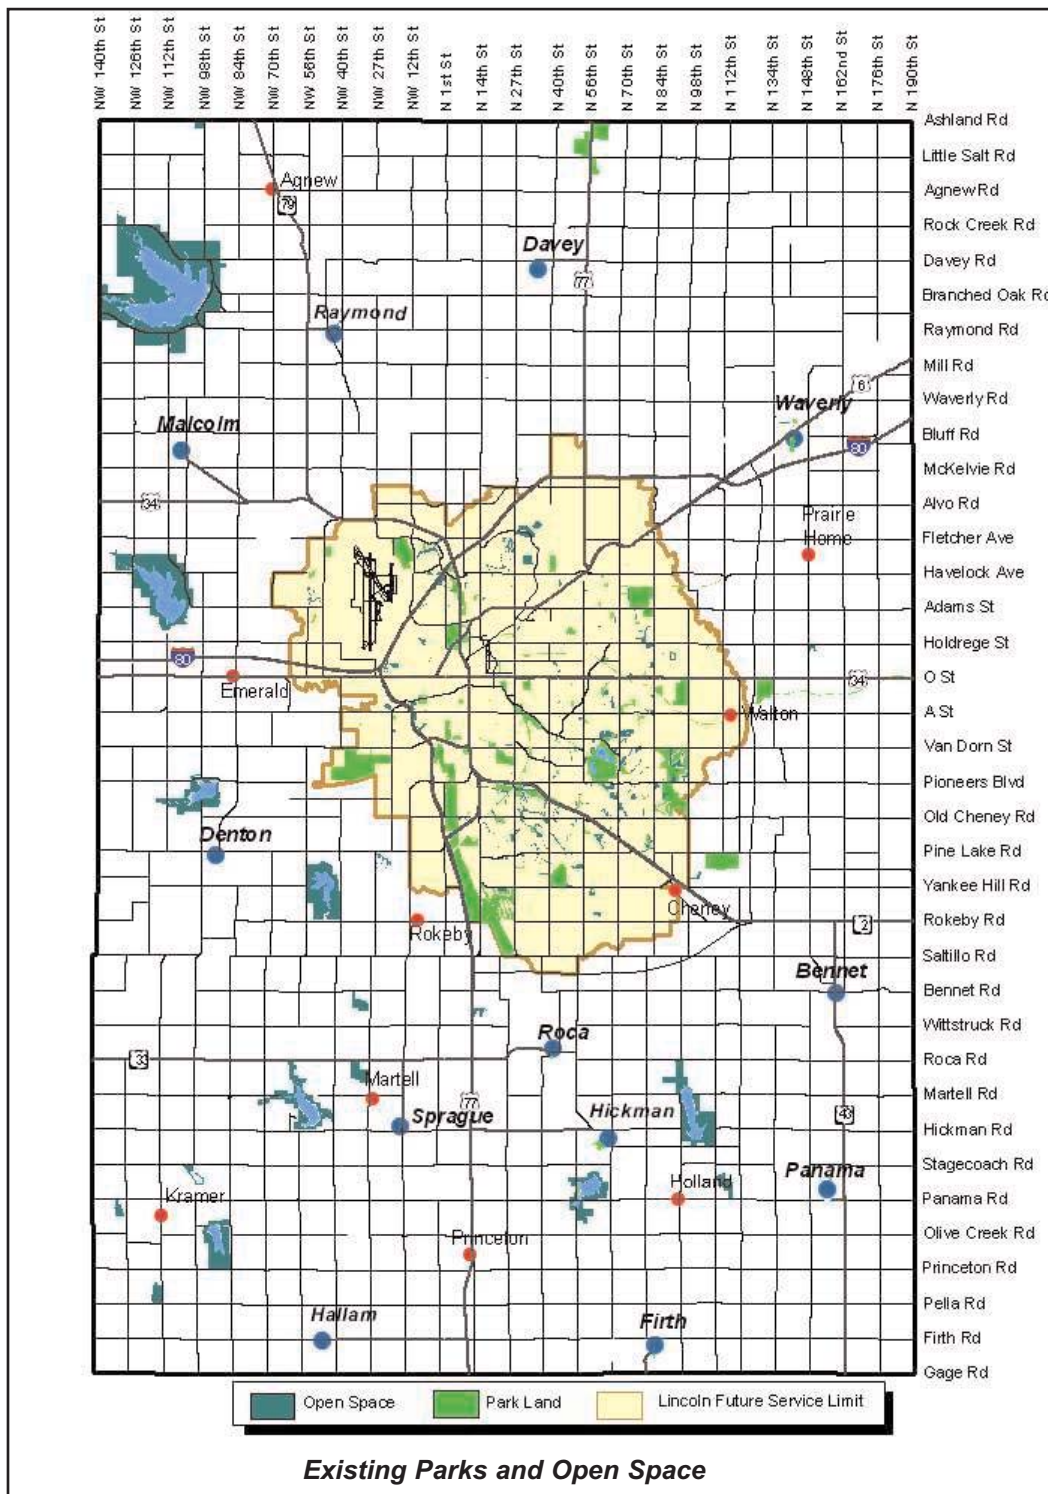 NW 140th St
NW 126th St
NW 112th St
NW 98th St
NW 84th St
NW 70th St
NW 56th St
NW 40th St
NW 27th St
NW 12th St
N 1st St
N 14th St
N 27th St
N 40th St
N 56th St
N 70th St
N 84th St
N 98th St
N 112th St
N 134th St
N 148th St
N 162nd St
N 176th St
N 190th St
Ashland Rd
Little Salt Rd
Agnew Rd
Rock Creek Rd
Davey Rd
Branched Oak Rd
Raymond Rd
Mill Rd
Waverly Rd
Bluff Rd
McKelvie Rd
Alvo Rd
Fletcher Ave
Havelock Ave
Adams St
Holdrege St
O St
A St
Van Dorn St
Pioneers Blvd
Old Cheney Rd
Pine Lake Rd
Yankee Hill Rd
Rokeby Rd
Saltillo Rd
Bennet Rd
Wittstruck Rd
Roca Rd
Martell Rd
Hickman Rd
Stagecoach Rd
Panama Rd
Olive Creek Rd
Princeton Rd
Pella Rd
Firth Rd
Gage Rd
Agnew
79
Davey
77
Raymond
6
Waverly
80
Malcolm
34
Prairie
Home
80
Emerald
34
Walton
Denton
Cheney
Rokeby
2
Bennet
Roca
33
Martell
77
Sprague
Hickman
43
Panama
Holland
Kramer
Princeton
Hallam
Firth
Open Space
Park Land
Lincoln Future Service Limit
Existing Parks and Open Space